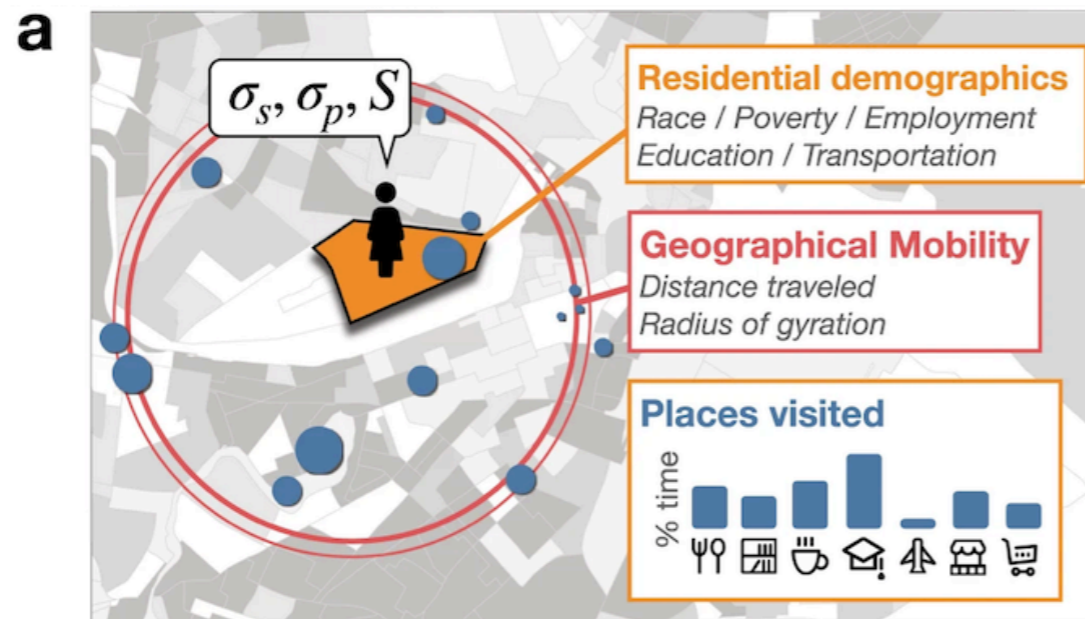 a
σₛ, σₚ, S
Residential demographics
Race / Poverty / Employment
Education / Transportation
Geographical Mobility
Distance traveled
Radius of gyration
Places visited
% time